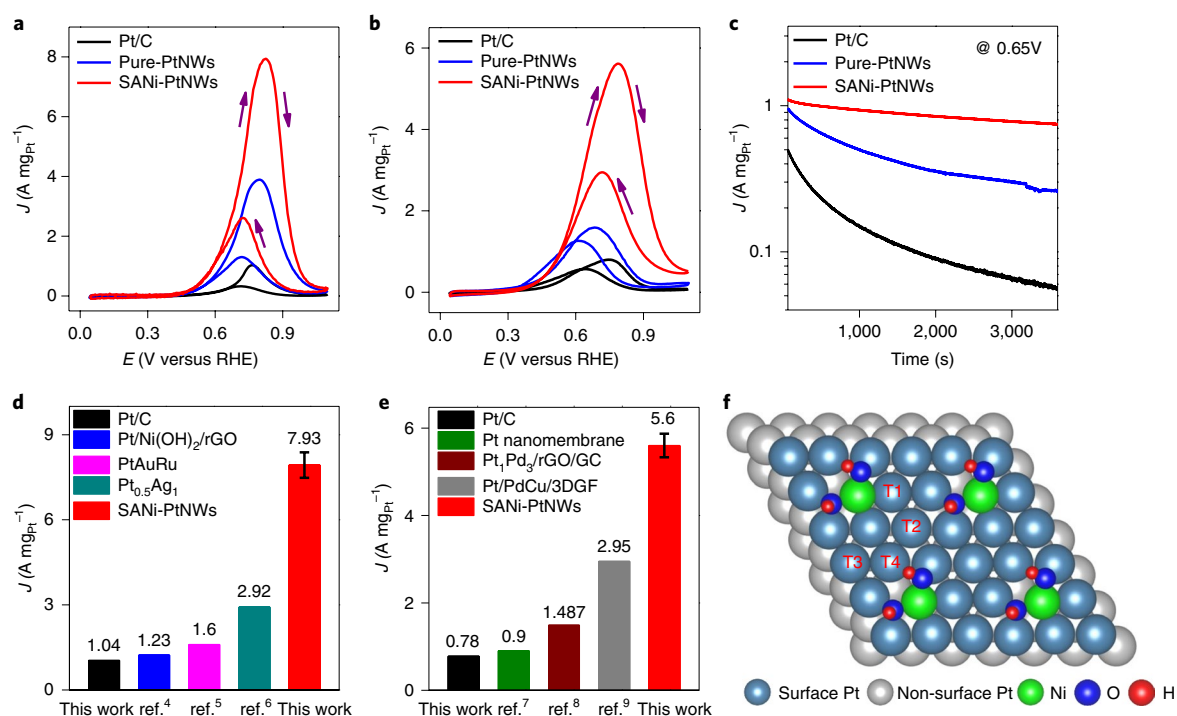 a
Pt/C
Pure-PtNWs
SANi-PtNWs
8
6
4
2
0
J (A mg_Pt⁻¹)
0.0 0.3 0.6 0.9
E (V versus RHE)
b
Pt/C
Pure-PtNWs
SANi-PtNWs
6
4
2
0
J (A mg_Pt⁻¹)
0.0 0.3 0.6 0.9
E (V versus RHE)
c
Pt/C
Pure-PtNWs
SANi-PtNWs
@ 0.65V
1
0.1
J (A mg_Pt⁻¹)
1,000 2,000 3,000
Time (s)
d
Pt/C
Pt/Ni(OH)₂/rGO
PtAuRu
Pt₀.₅Ag₁
SANi-PtNWs
9
6
3
0
J (A mg_Pt⁻¹)
1.04 1.23 1.6 2.92 7.93
This work ref.⁴ ref.⁵ ref.⁶ This work
e
Pt/C
Pt nanomembrane
Pt₁Pd₃/rGO/GC
Pt/PdCu/3DGF
SANi-PtNWs
6
4
2
0
J (A mg_Pt⁻¹)
0.78 0.9 1.487 2.95 5.6
This work ref.⁷ ref.⁸ ref.⁹ This work
f
T1
T2
T3 T4
Surface Pt Non-surface Pt Ni O H